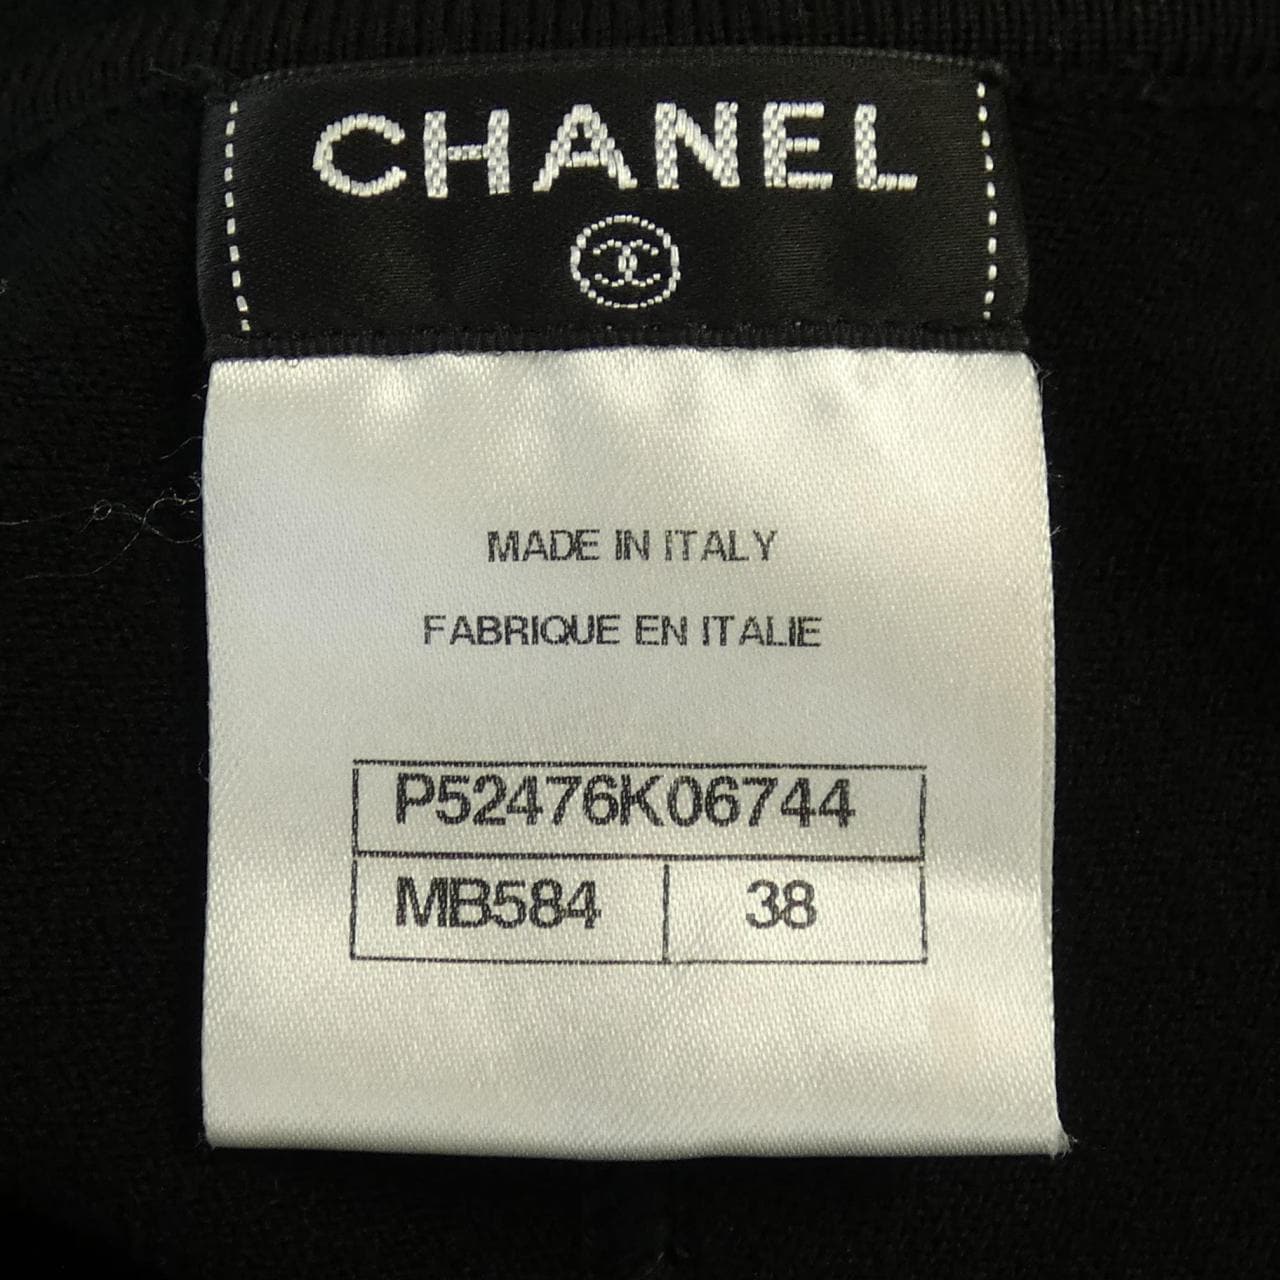 CHANEL
MADE IN ITALY
FABRIQUE EN ITALIE
P52476K06744
MB584 38